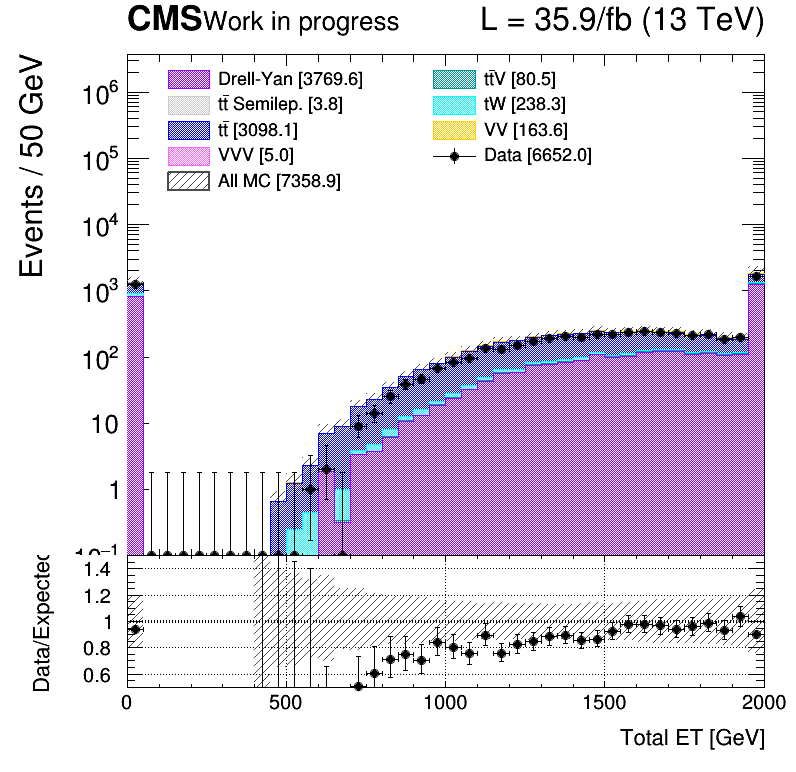 CMS Work in progress L = 35.9/fb (13 TeV)
Events / 50 GeV
Drell-Yan [3769.6]
tt̄ Semilep. [3.8]
tt̄ [3098.1]
VVV [5.0]
All MC [7358.9]
tt̄V [80.5]
tW [238.3]
VV [163.6]
Data [6652.0]
10⁶
10⁵
10⁴
10³
10²
10
1
10⁻¹
Data/Expected
1.4
1.2
1
0.8
0.6
0 500 1000 1500 2000
Total ET [GeV]